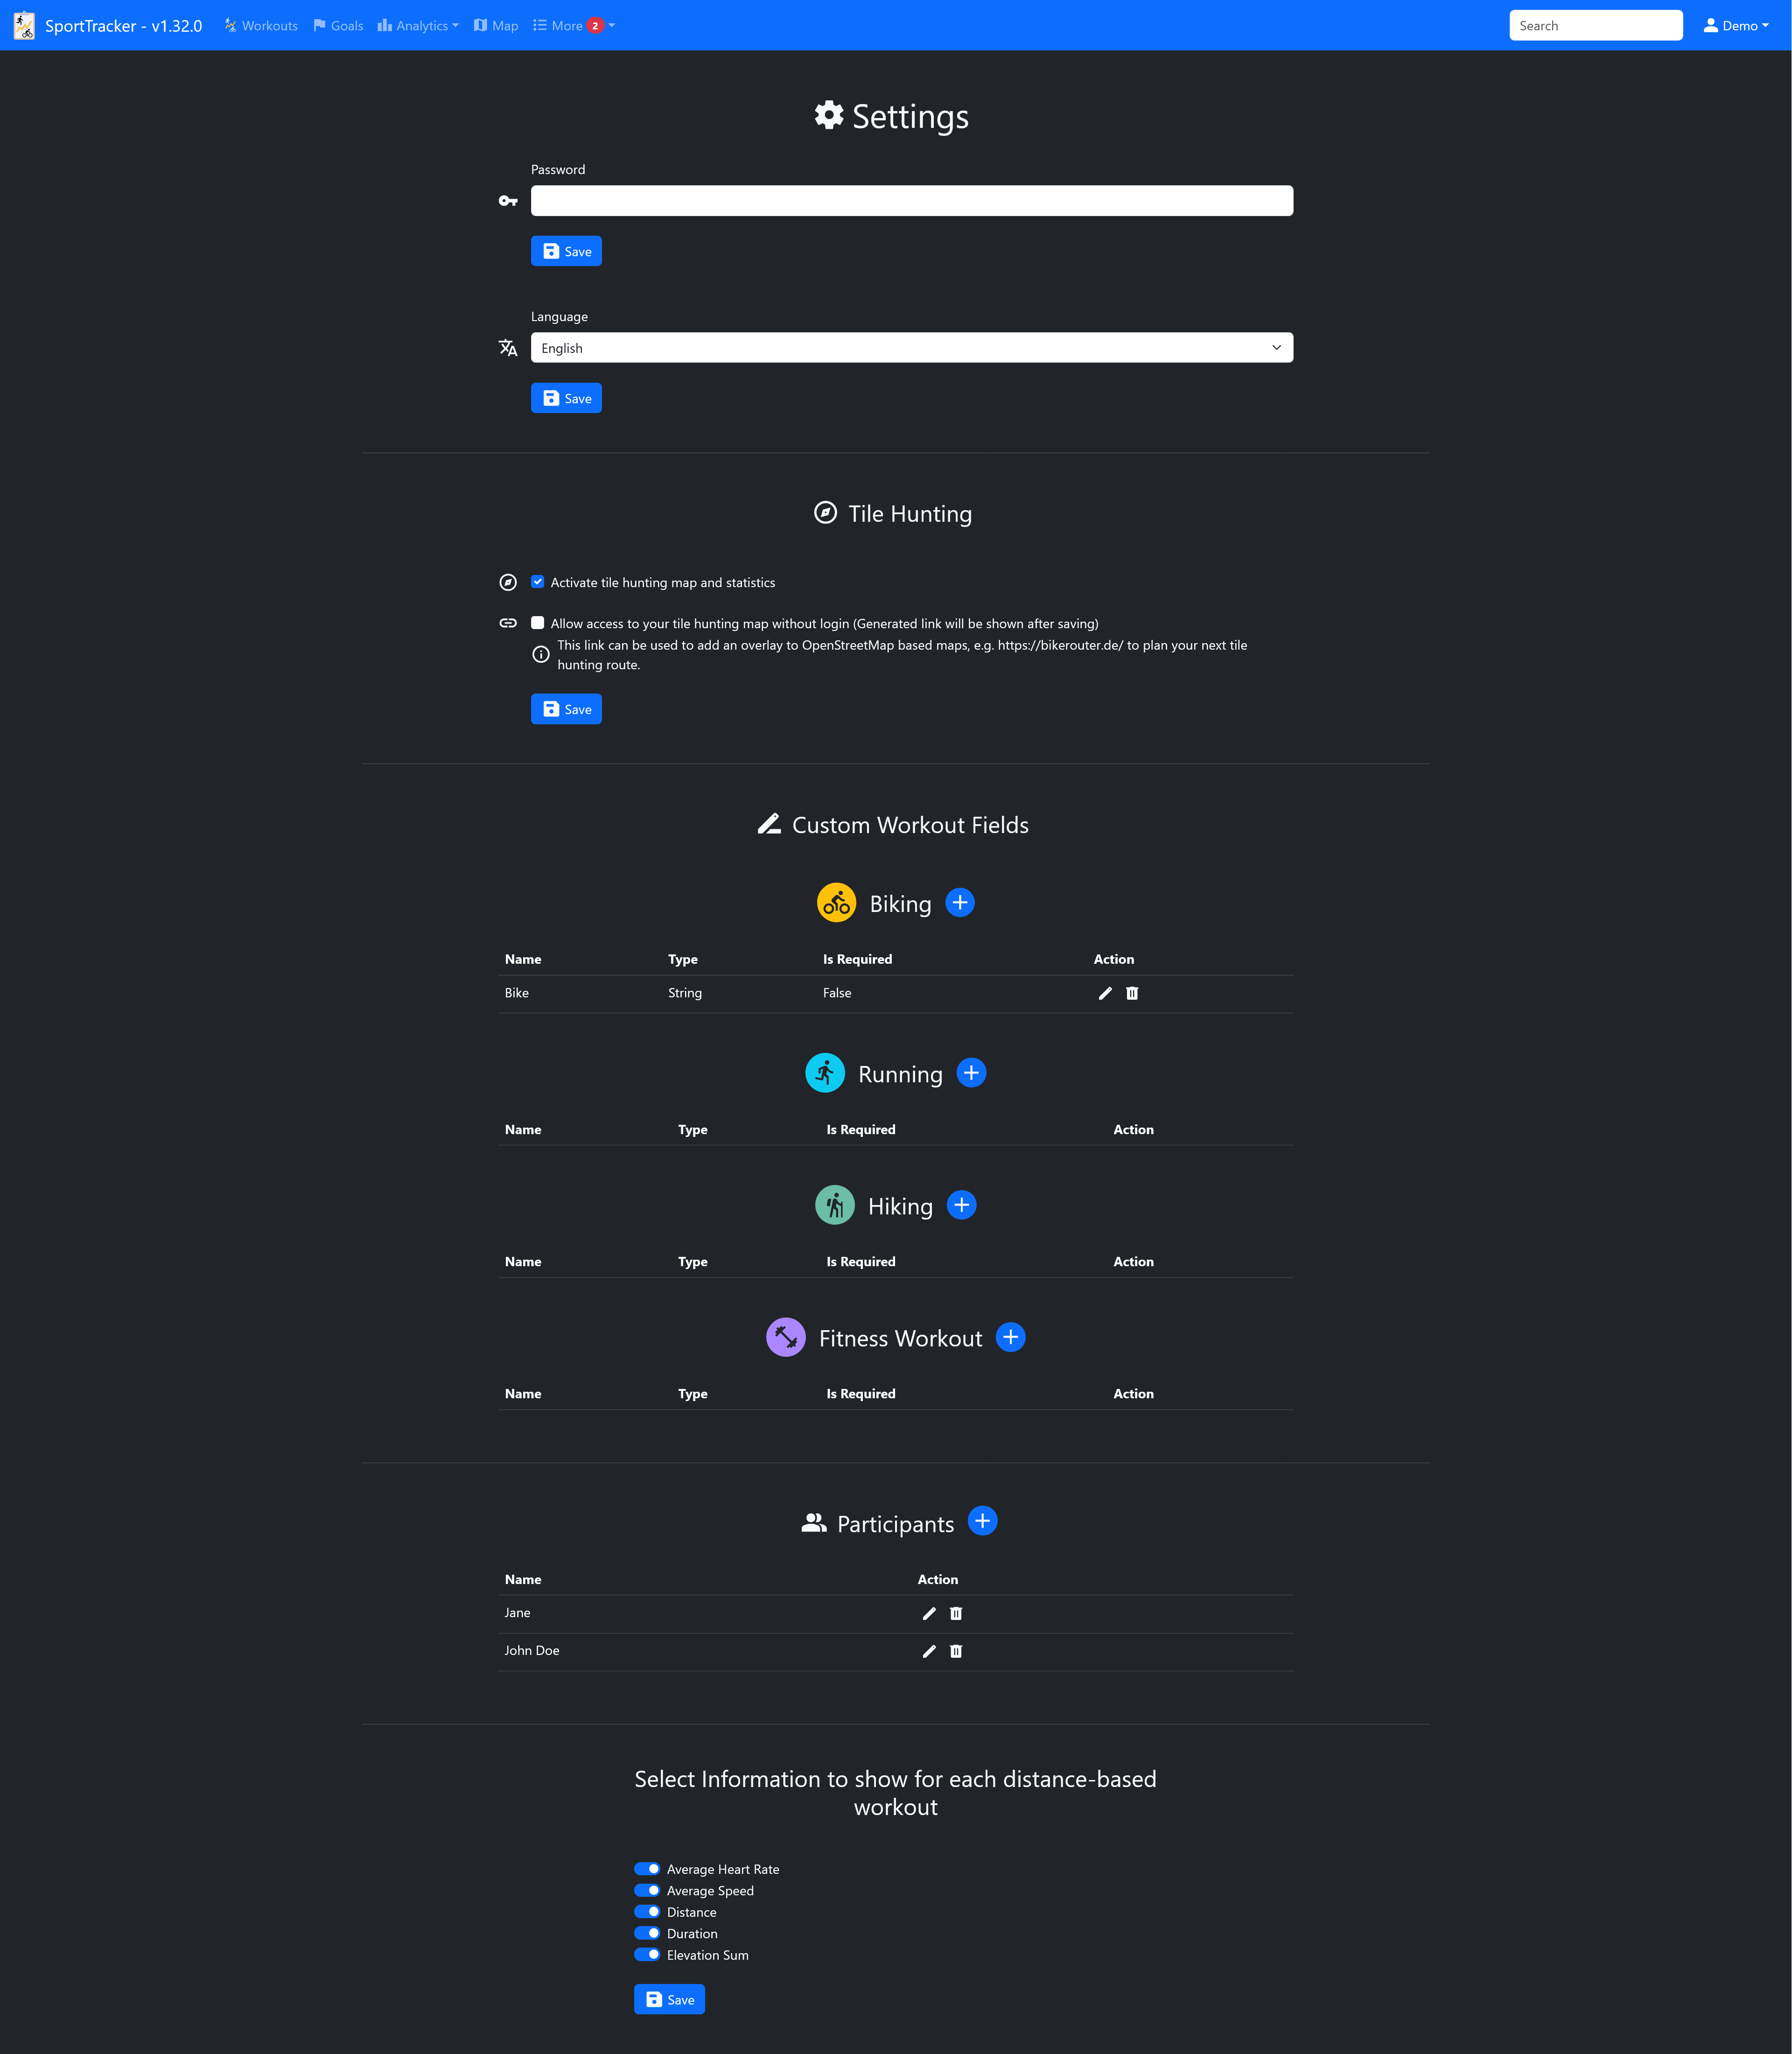 SportTracker - v1.32.0 Workouts Goals Analytics Map More 2 Search Demo
Settings
Password
Save
Language
English
Save
Tile Hunting
Activate tile hunting map and statistics
Allow access to your tile hunting map without login (Generated link will be shown after saving)
This link can be used to add an overlay to OpenStreetMap based maps, e.g. https://bikerouter.de/ to plan your next tile
hunting route.
Save
Custom Workout Fields
Biking
Name Type Is Required Action
Bike String False
Running
Name Type Is Required Action
Hiking
Name Type Is Required Action
Fitness Workout
Name Type Is Required Action
Participants
Name Action
Jane
John Doe
Select Information to show for each distance-based
workout
Average Heart Rate
Average Speed
Distance
Duration
Elevation Sum
Save